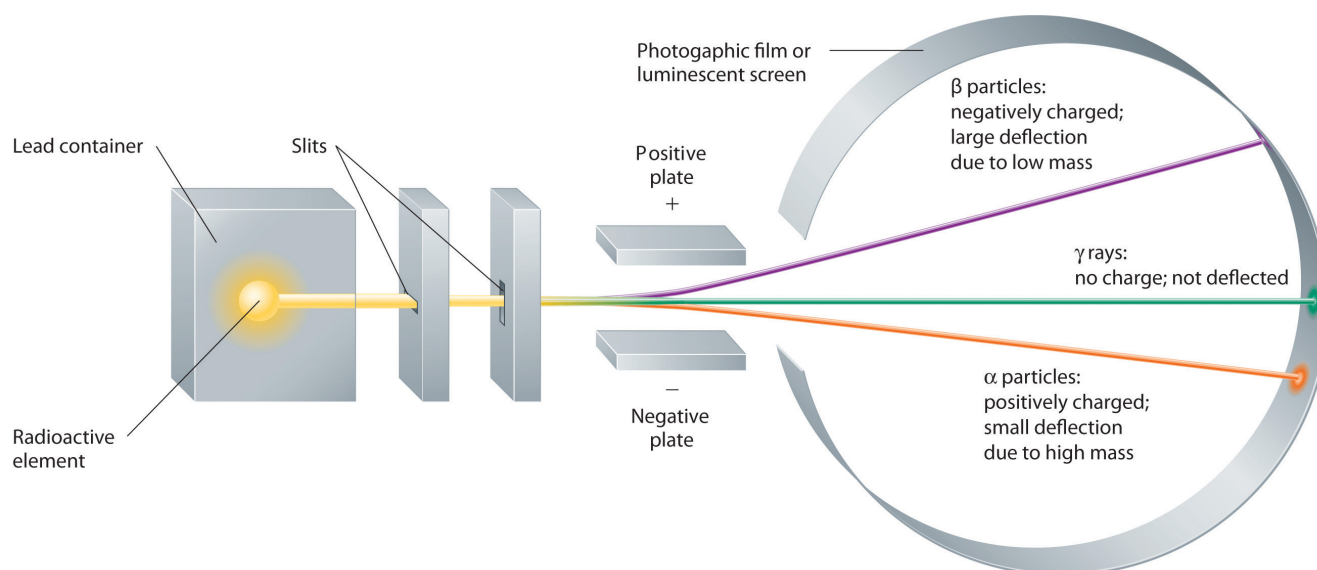 Photogaphic film or
luminescent screen
β particles:
negatively charged;
large deflection
due to low mass
Lead container
Slits
Positive
plate
+
γ rays:
no charge; not deflected
α particles:
positively charged;
small deflection
due to high mass
−
Negative
plate
Radioactive
element